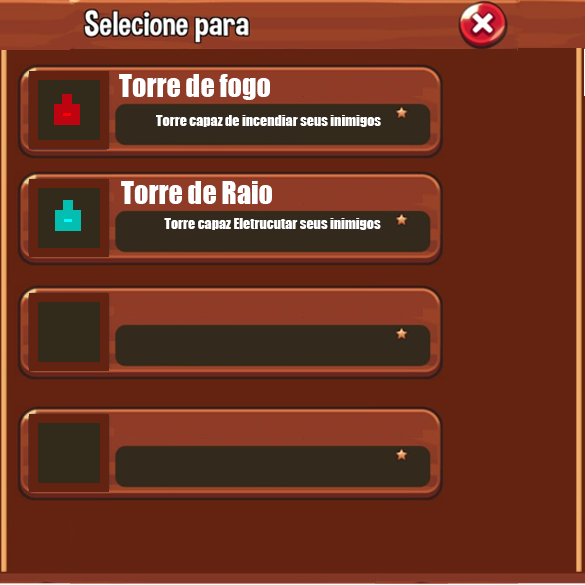 Selecione para
Torre de fogo
Torre capaz de incendiar seus inimigos
Torre de Raio
Torre capaz Eletrucutar seus inimigos